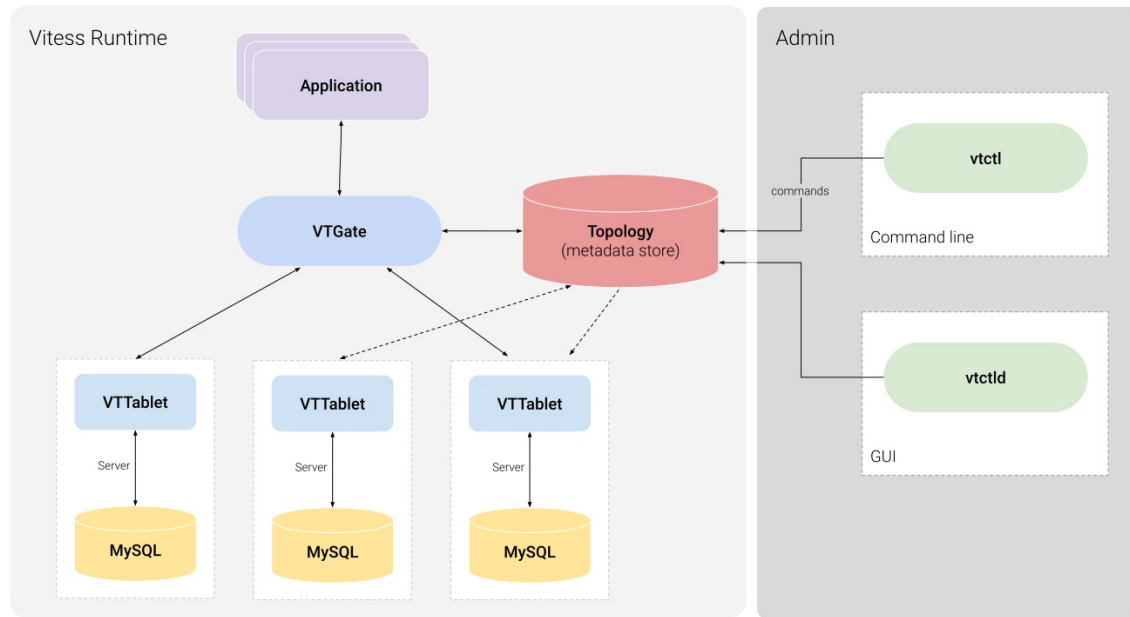 Vitess Runtime
Admin
Application
vtctl
commands
VTGate
Topology
(metadata store)
Command line
VTTablet
VTTablet
VTTablet
vtctld
Server
Server
Server
GUI
MySQL
MySQL
MySQL